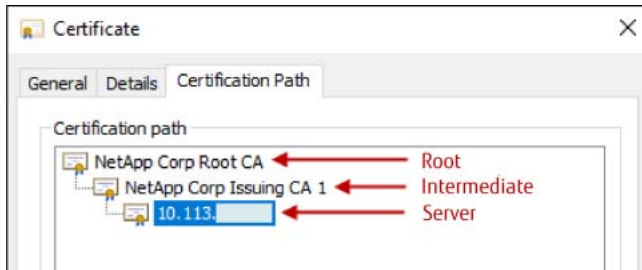 Certificate
General Details Certification Path
Certification path
NetApp Corp Root CA Root
NetApp Corp Issuing CA 1 Intermediate
10.113. Server